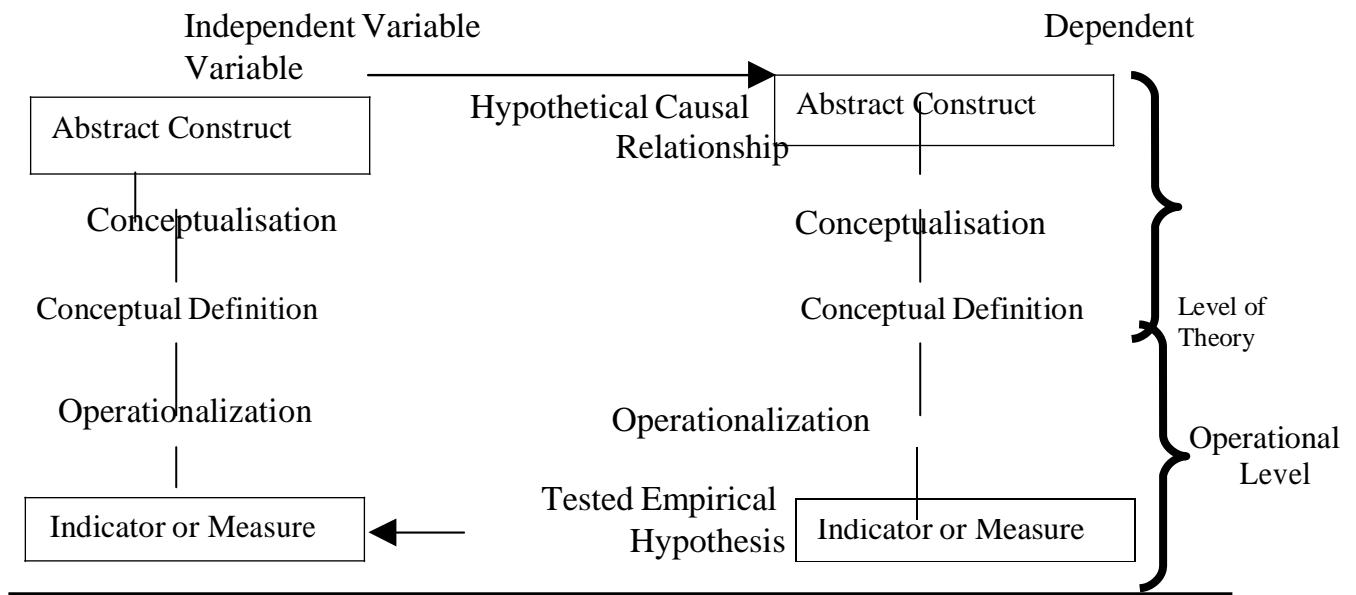 Independent Variable Dependent
Variable
Hypothetical Causal
Relationship
Abstract Construct
Abstract Construct
Conceptualisation
Conceptualisation
Conceptual Definition
Conceptual Definition
Level of
Theory
Operationalization
Operationalization
Operational
Level
Tested Empirical
Hypothesis
Indicator or Measure
Indicator or Measure